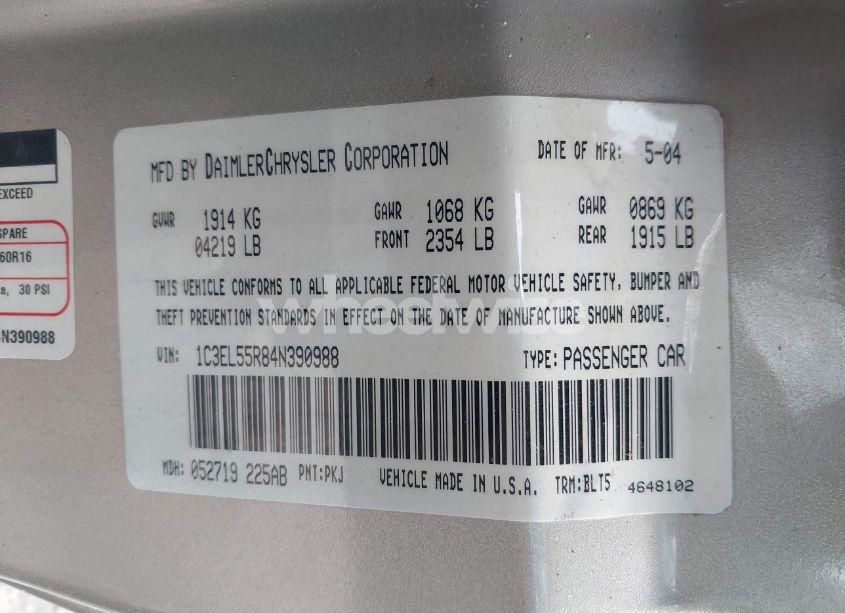 EXCEED
SPARE
60R16
a, 30 PSI
4N390988
MFD BY DAIMLERCHRYSLER CORPORATION
DATE OF MFR: 5-04
GVWR 1914 KG
04219 LB
GAWR FRONT 1068 KG
2354 LB
GAWR REAR 0869 KG
1915 LB
THIS VEHICLE CONFORMS TO ALL APPLICABLE FEDERAL MOTOR VEHICLE SAFETY, BUMPER AND
THEFT PREVENTION STANDARDS IN EFFECT ON THE DATE OF MANUFACTURE SHOWN ABOVE.
VIN: 1C3EL55R84N390988
TYPE: PASSENGER CAR
MDH: 052719 225AB PNT:PKJ VEHICLE MADE IN U.S.A. TRM:BLT5 4648102